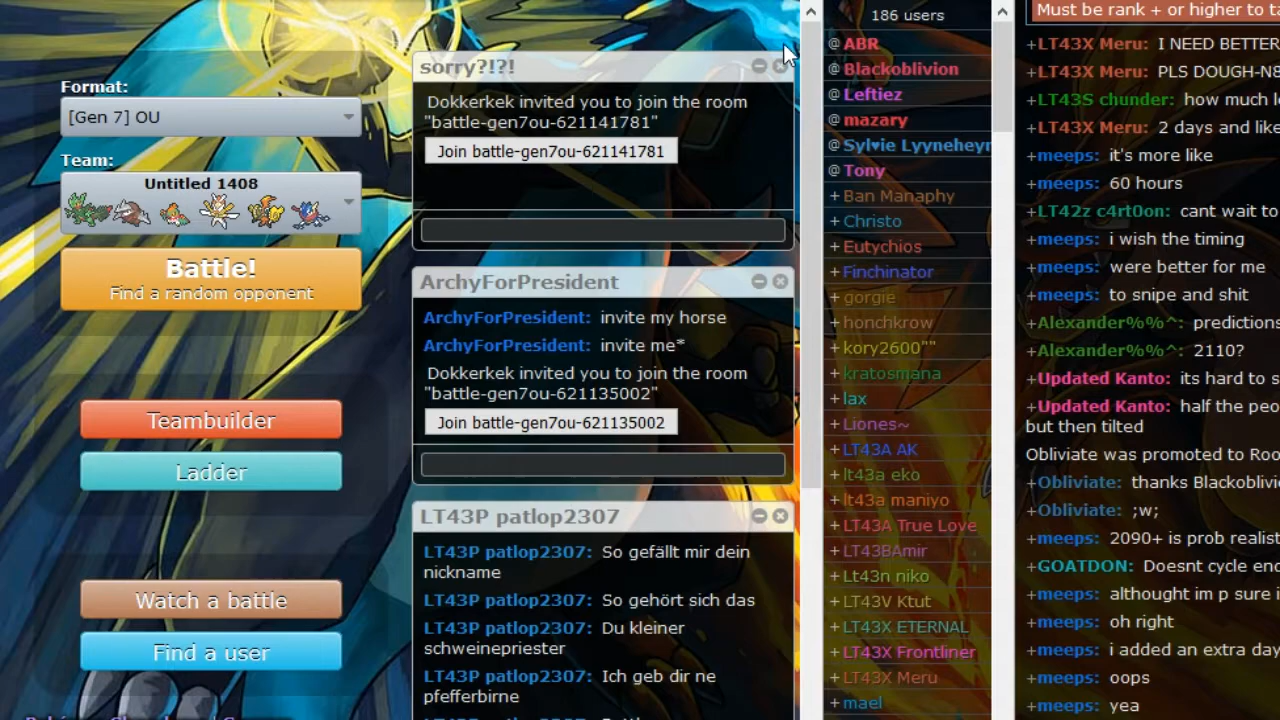 Format:
[Gen 7] OU
Team:
Untitled 1408
Battle!
Find a random opponent
Teambuilder
Ladder
Watch a battle
Find a user
sorry?!?!
Dokkerkek invited you to join the room
"battle-gen7ou-621141781"
Join battle-gen7ou-621141781
ArchyForPresident
ArchyForPresident: invite my horse
ArchyForPresident: invite me*
Dokkerkek invited you to join the room
"battle-gen7ou-621135002"
Join battle-gen7ou-621135002
LT43P patlop2307
LT43P patlop2307: So gefällt mir dein
nickname
LT43P patlop2307: So gehört sich das
LT43P patlop2307: Du kleiner
schweinepriester
LT43P patlop2307: Ich geb dir ne
pfefferbirne
186 users
@ ABR
@ Blackoblivion
@ Leftiez
@ mazary
@ Sylvie Lyyneheyr
@ Tony
+ Ban Manaphy
+ Christo
+ Eutychios
+ Finchinator
+ gorgie
+ honchkrow
+ kory2600""
+ kratosmana
+ lax
+ Liones~
+ LT43A AK
+ lt43a eko
+ lt43a maniyo
+ LT43A True Love
+ LT43BAmir
+ Lt43n niko
+ LT43V Ktut
+ LT43X ETERNAL
+ LT43X Frontliner
+ LT43X Meru
+ mael
Must be rank + or higher to ta
+LT43X Meru: I NEED BETTER
+LT43X Meru: PLS DOUGH-N8
+LT43S chunder: how much l
+LT43X Meru: 2 days and like
+meeps: it's more like
+meeps: 60 hours
+LT42z c4rt0on: cant wait to
+meeps: i wish the timing
+meeps: were better for me
+meeps: to snipe and shit
+Alexander%%^: predictions
+Alexander%%^: 2110?
+Updated Kanto: its hard to s
+Updated Kanto: half the peo
but then tilted
Obliviate was promoted to Roo
+Obliviate: thanks Blackoblivi
+Obliviate: ;w;
+meeps: 2090+ is prob realist
+GOATDON: Doesnt cycle end
+meeps: althought im p sure i
+meeps: oh right
+meeps: i added an extra day
+meeps: oops
+meeps: yea